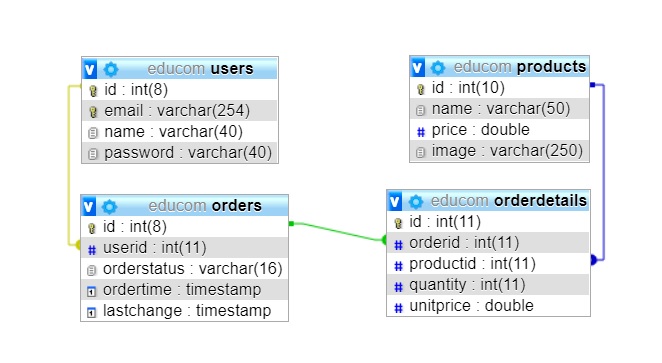 educom users
id : int(8)
email : varchar(254)
name : varchar(40)
password : varchar(40)
educom products
id : int(10)
name : varchar(50)
# price : double
image : varchar(250)
educom orders
id : int(8)
# userid : int(11)
orderstatus : varchar(16)
ordertime : timestamp
lastchange : timestamp
educom orderdetails
id : int(11)
# orderid : int(11)
# productid : int(11)
# quantity : int(11)
# unitprice : double